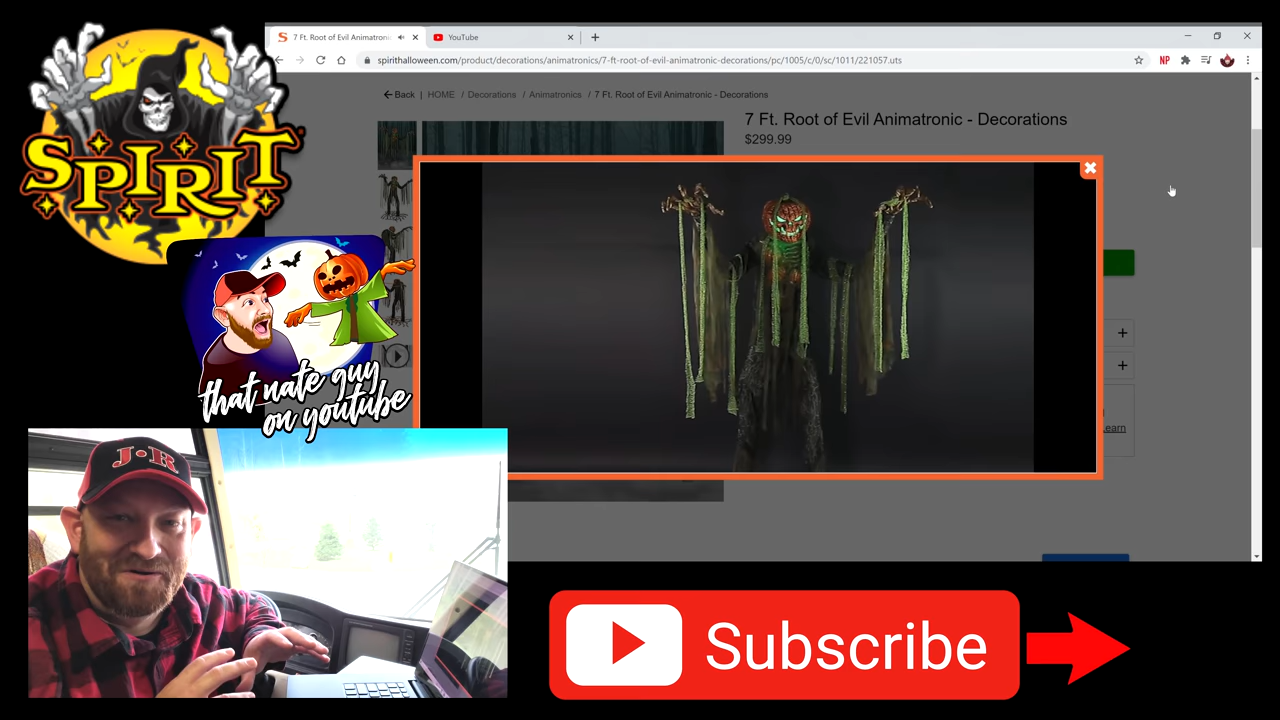 7 Ft. Root of Evil Animatronic
YouTube
spirithalloween.com/product/decorations/animatronics/7-ft-root-of-evil-animatronic-decorations/pc/1005/c/0/sc/1011/221057.uts
NP
Back | HOME / Decorations / Animatronics / 7 Ft. Root of Evil Animatronic - Decorations
7 Ft. Root of Evil Animatronic - Decorations
$299.99
SPIRIT
that nate guy
on youtube
Learn
J·R
Subscribe